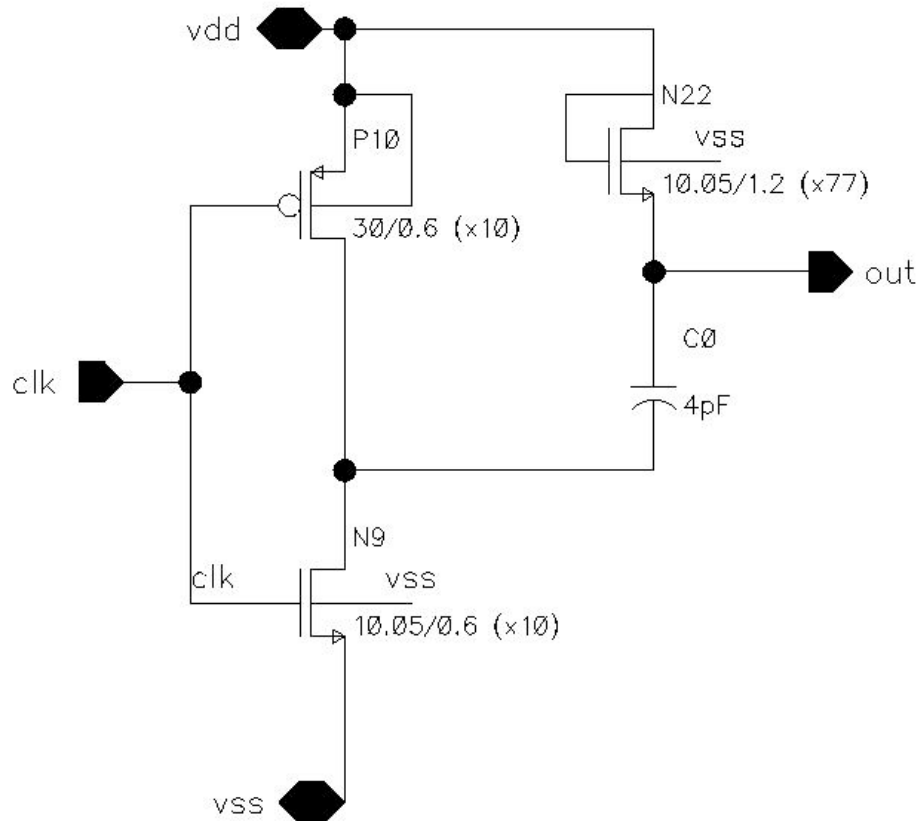 vdd
N22
P10
vss
10.05/1.2 (x77)
30/0.6 (x10)
out
C0
clk
4pF
N9
clk
vss
10.05/0.6 (x10)
vss